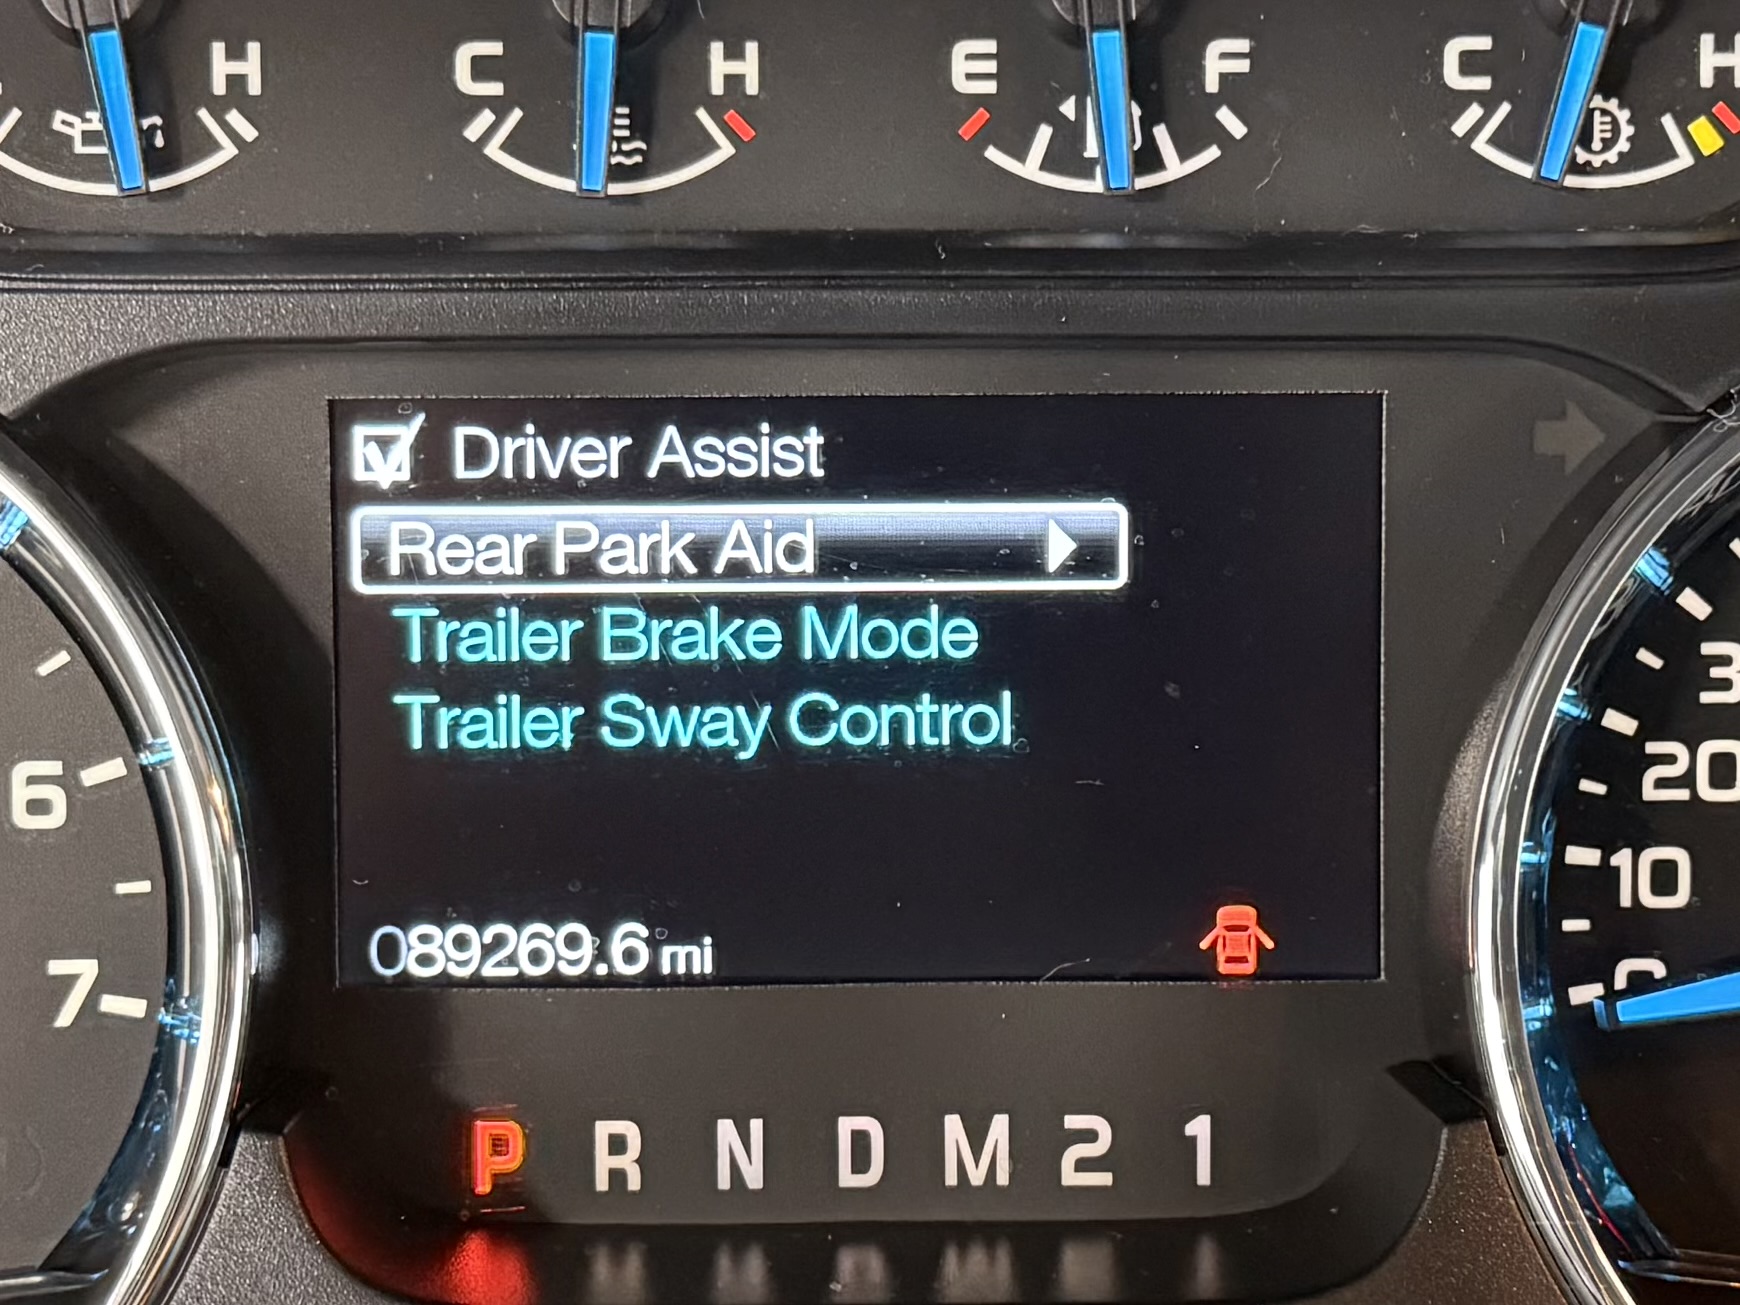 H
C H
E F
C H
Driver Assist
Rear Park Aid
Trailer Brake Mode
Trailer Sway Control
089269.6 mi
6
7
20
10
0
P R N D M 2 1